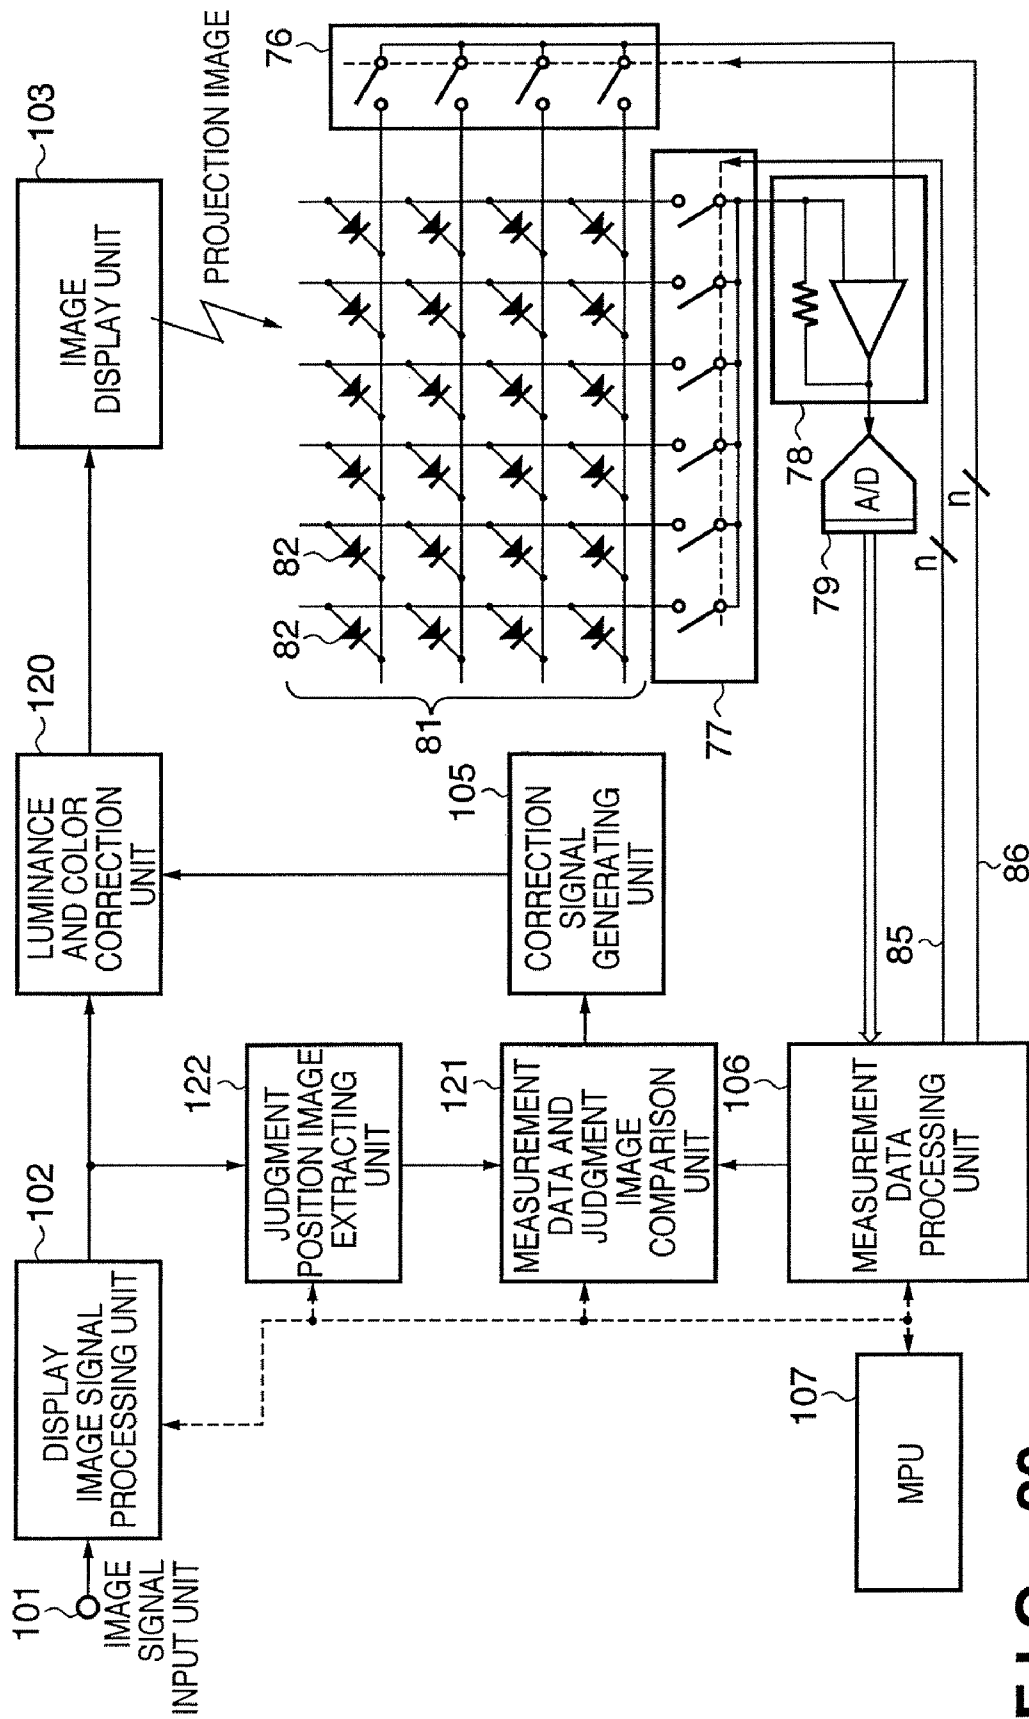 101
IMAGE
SIGNAL
INPUT UNIT
102
DISPLAY
IMAGE SIGNAL
PROCESSING UNIT
120
LUMINANCE
AND COLOR
CORRECTION
UNIT
103
IMAGE
DISPLAY UNIT
PROJECTION IMAGE
122
JUDGMENT
POSITION IMAGE
EXTRACTING
UNIT
121
MEASUREMENT
DATA AND
JUDGMENT
IMAGE
COMPARISON
UNIT
105
CORRECTION
SIGNAL
GENERATING
UNIT
107
MPU
106
MEASUREMENT
DATA
PROCESSING
UNIT
81
82
82
76
77
78
79
A/D
n
n
85
86